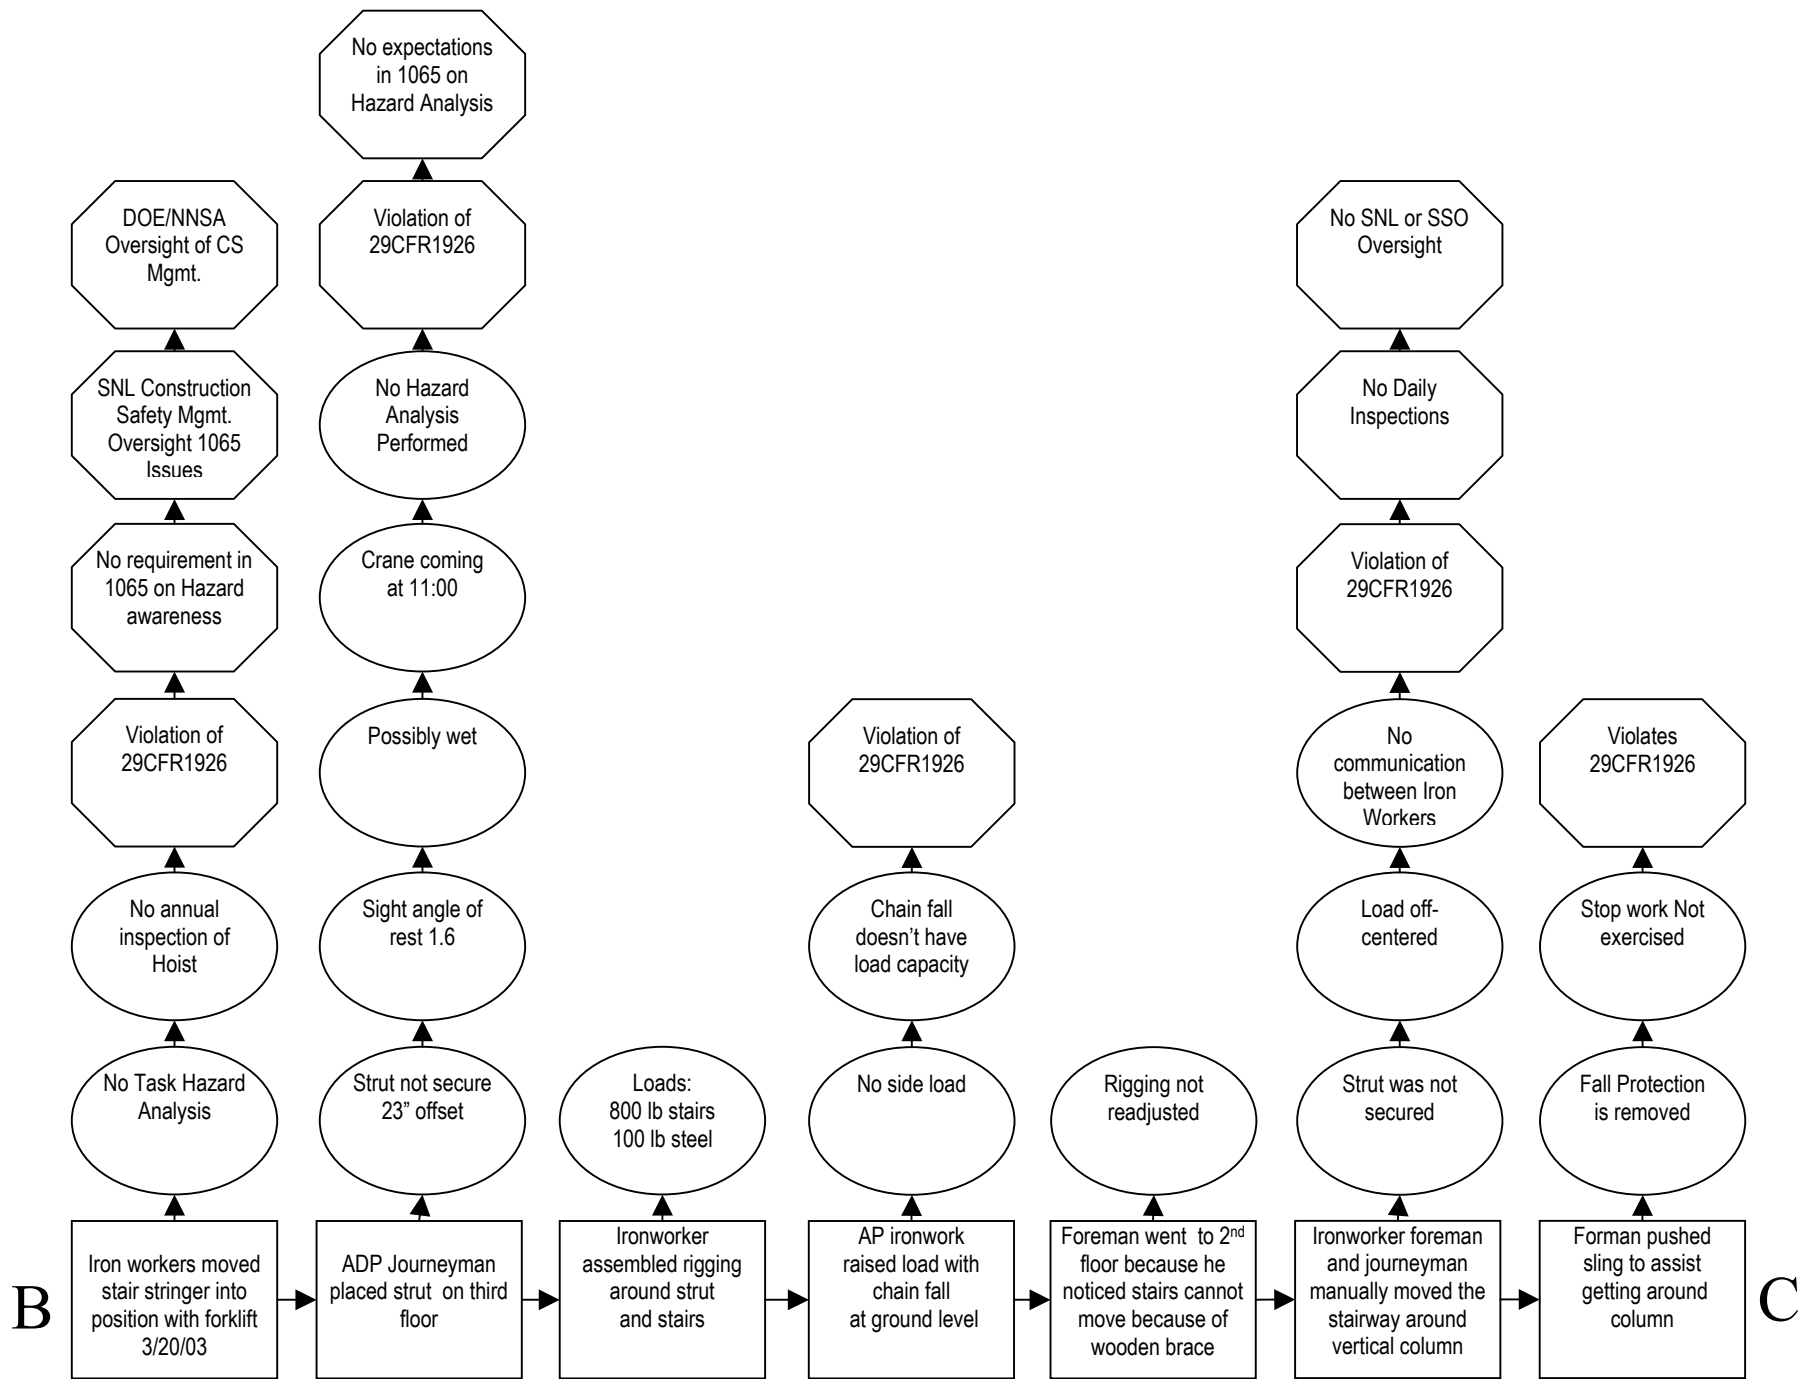 No expectations
in 1065 on
Hazard Analysis
DOE/NNSA
Oversight of CS
Mgmt.
Violation of
29CFR1926
No SNL or SSO
Oversight
SNL Construction
Safety Mgmt.
Oversight 1065
Issues
No Hazard
Analysis
Performed
No Daily
Inspections
No requirement in
1065 on Hazard
awareness
Crane coming
at 11:00
Violation of
29CFR1926
Violation of
29CFR1926
Possibly wet
Violation of
29CFR1926
No
communication
between Iron
Workers
Violates
29CFR1926
No annual
inspection of
Hoist
Sight angle of
rest 1.6
Chain fall
doesn’t have
load capacity
Load off-
centered
Stop work Not
exercised
No Task Hazard
Analysis
Strut not secure
23” offset
Loads:
800 lb stairs
100 lb steel
No side load
Rigging not
readjusted
Strut was not
secured
Fall Protection
is removed
B
Iron workers moved
stair stringer into
position with forklift
3/20/03
ADP Journeyman
placed strut on third
floor
Ironworker
assembled rigging
around strut
and stairs
AP ironwork
raised load with
chain fall
at ground level
Foreman went to 2nd
floor because he
noticed stairs cannot
move because of
wooden brace
Ironworker foreman
and journeyman
manually moved the
stairway around
vertical column
Forman pushed
sling to assist
getting around
column
C